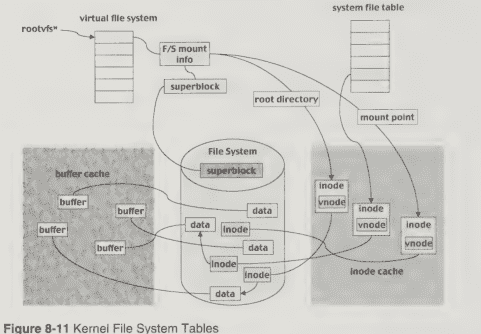 virtual file system
system file table
rootvfs*
F/S mount
info
superblock
root directory
mount point
File System
superblock
buffer cache
buffer
buffer
buffer
buffer
data
data
inode
data
inode
inode
data
inode
vnode
inode
vnode
inode
vnode
inode cache
Figure 8-11 Kernel File System Tables